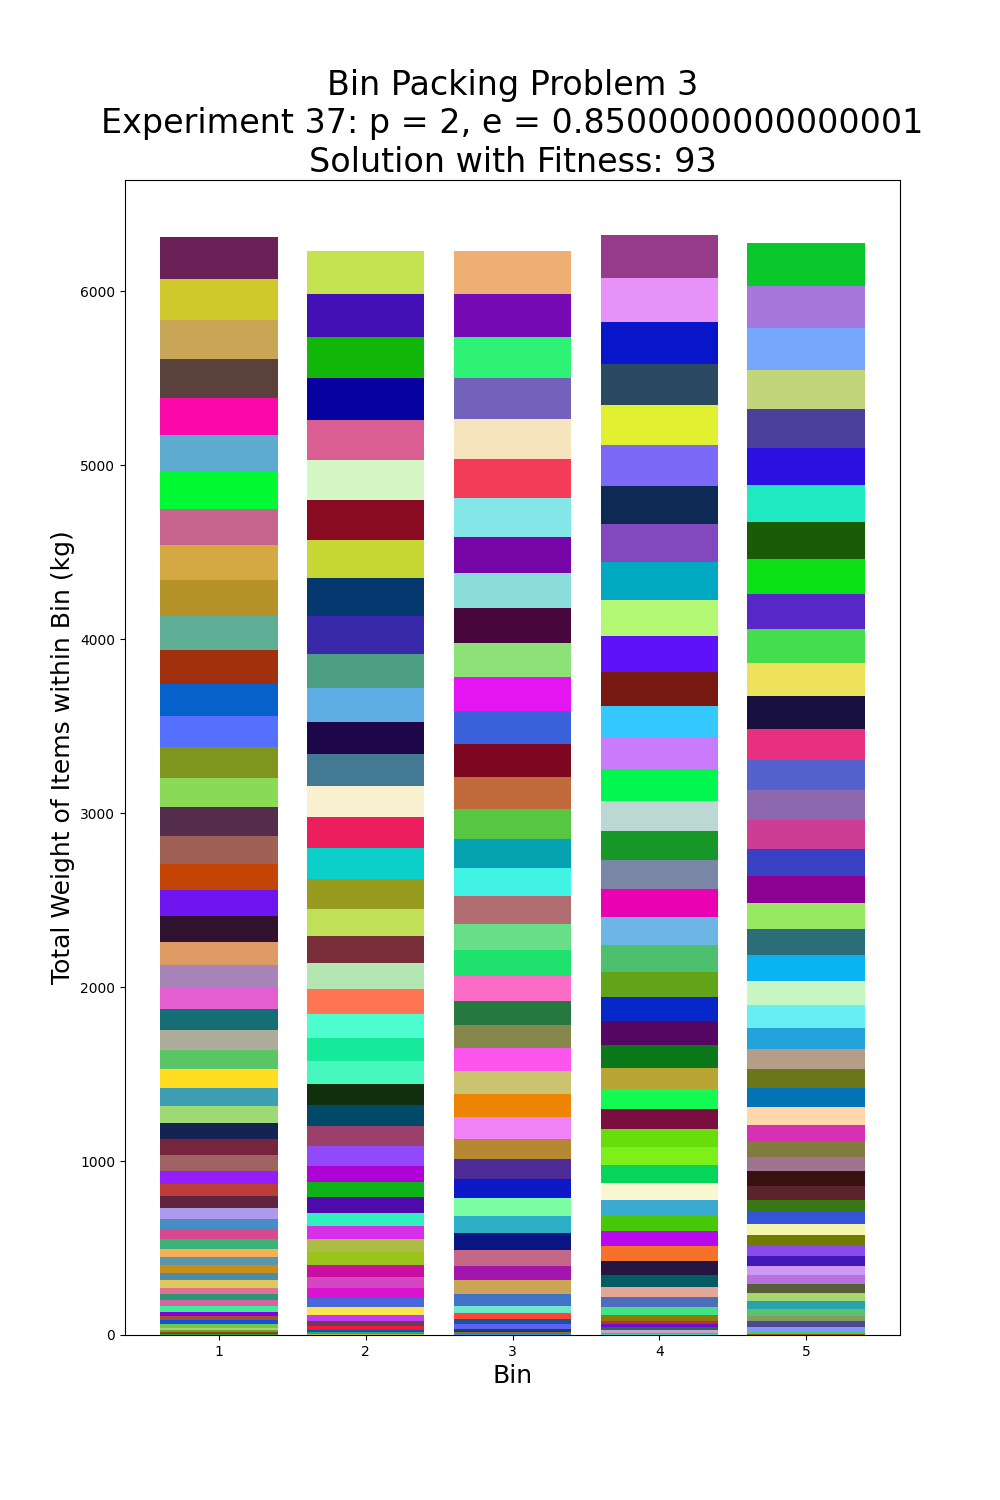 Bin Packing Problem 3
Experiment 37: p = 2, e = 0.8500000000000001
Solution with Fitness: 93
Total Weight of Items within Bin (kg)
6000
5000
4000
3000
2000
1000
0
1 2 3 4 5
Bin